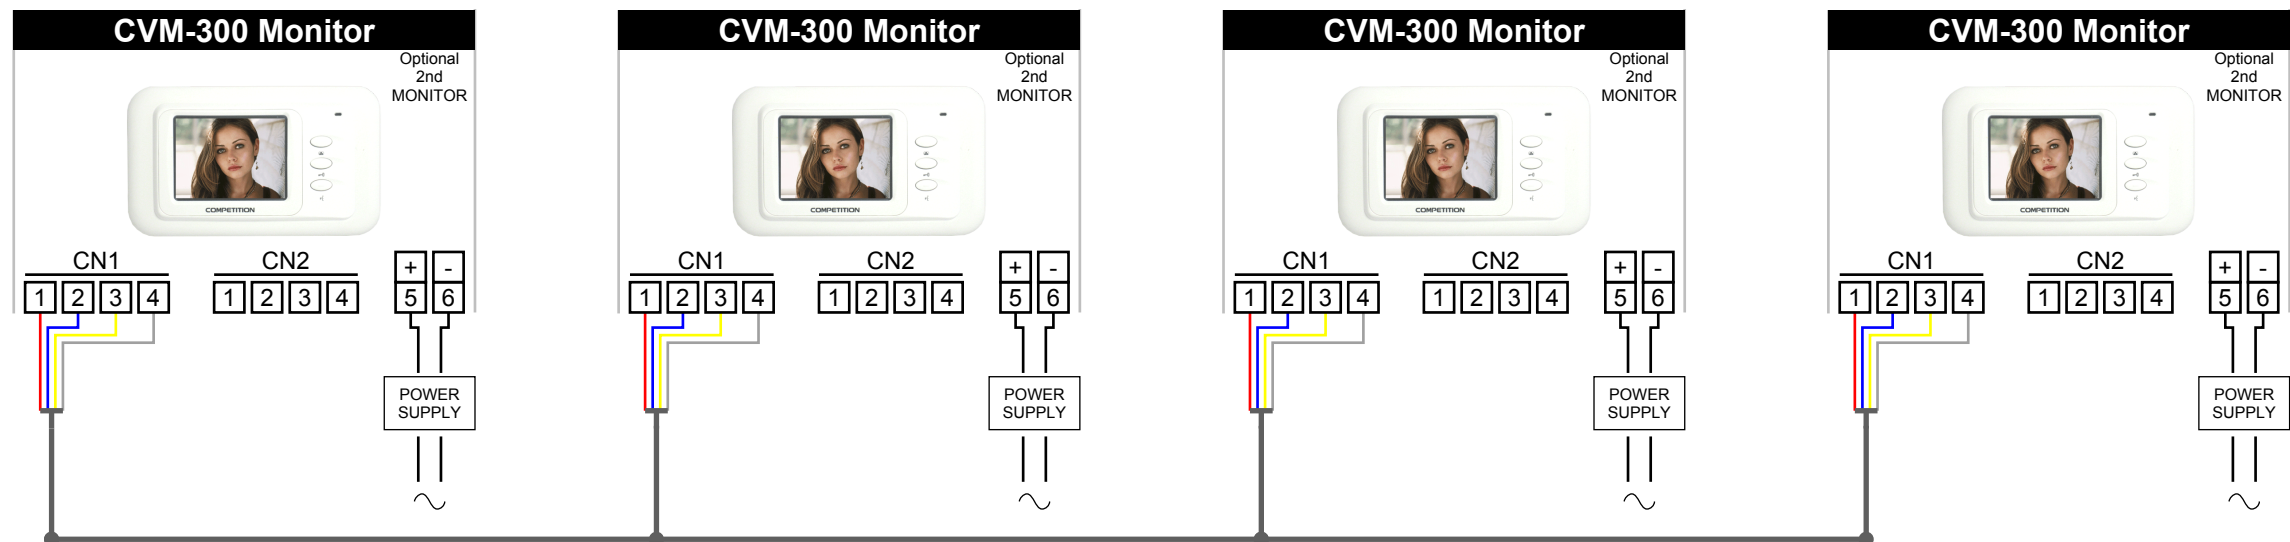 CVM-300 Monitor
Optional
2nd
MONITOR
COMPETITION
CN1
CN2
+ -
1 2 3 4
1 2 3 4
5 6
POWER
SUPPLY
CVM-300 Monitor
Optional
2nd
MONITOR
COMPETITION
CN1
CN2
+ -
1 2 3 4
1 2 3 4
5 6
POWER
SUPPLY
CVM-300 Monitor
Optional
2nd
MONITOR
COMPETITION
CN1
CN2
+ -
1 2 3 4
1 2 3 4
5 6
POWER
SUPPLY
CVM-300 Monitor
Optional
2nd
MONITOR
COMPETITION
CN1
CN2
+ -
1 2 3 4
1 2 3 4
5 6
POWER
SUPPLY